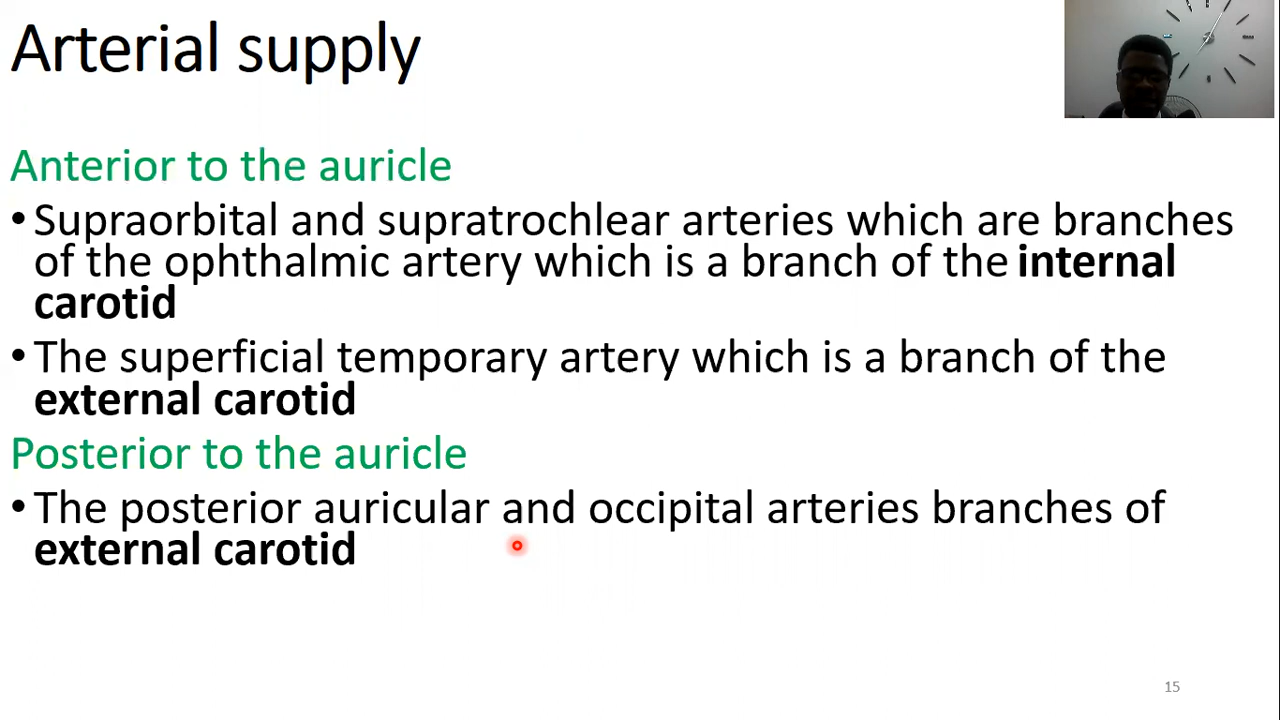 Arterial supply
Anterior to the auricle
•Supraorbital and supratrochlear arteries which are branches
of the ophthalmic artery which is a branch of the internal
carotid
•The superficial temporary artery which is a branch of the
external carotid
Posterior to the auricle
•The posterior auricular and occipital arteries branches of
external carotid
15